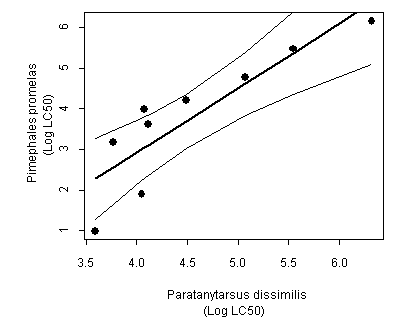 Pimephales promelas
(Log LC50)
6
5
4
3
2
1
3.5 4.0 4.5 5.0 5.5 6.0
Paratanytarsus dissimilis
(Log LC50)